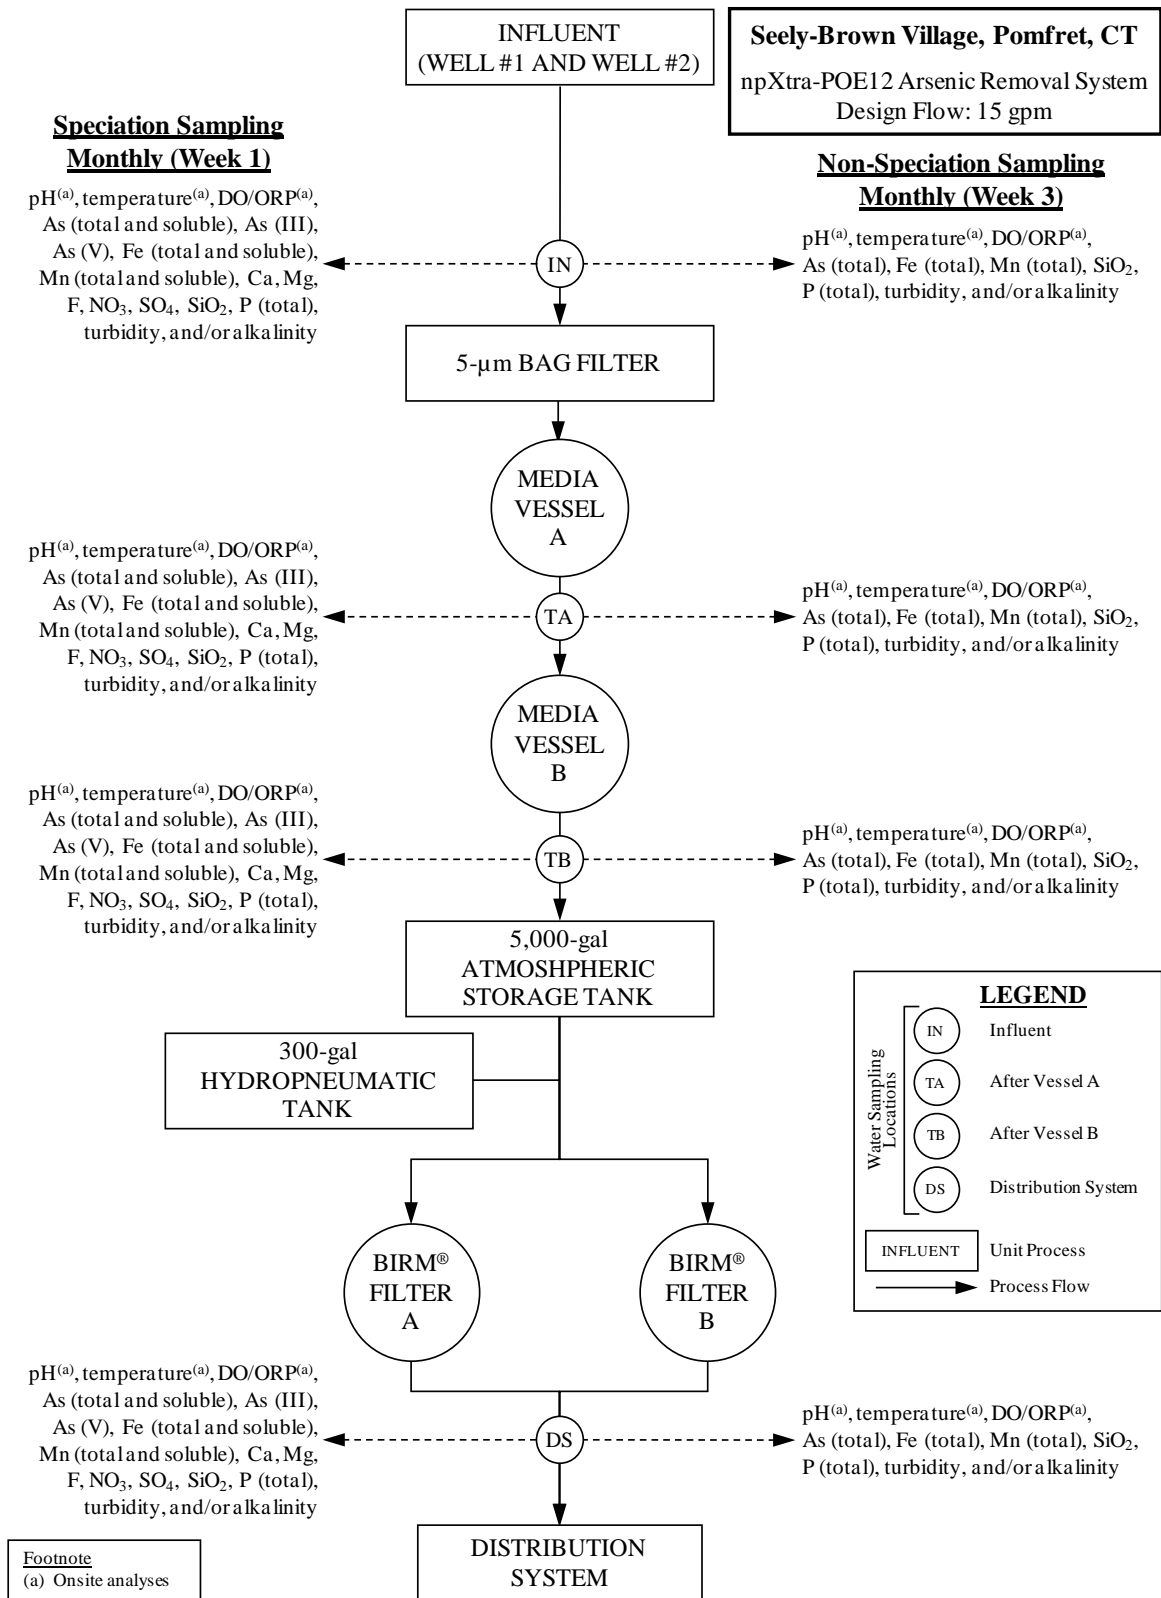 INFLUENT
(WELL #1 AND WELL #2)
Seely-Brown Village, Pomfret, CT
npXtra-POE12 Arsenic Removal System
Design Flow: 15 gpm
Speciation Sampling
Monthly (Week 1)
Non-Speciation Sampling
Monthly (Week 3)
pH(a), temperature(a), DO/ORP(a),
As (total and soluble), As (III),
As (V), Fe (total and soluble),
Mn (total and soluble), Ca, Mg,
F, NO3, SO4, SiO2, P (total),
turbidity, and/or alkalinity
IN
pH(a), temperature(a), DO/ORP(a),
As (total), Fe (total), Mn (total), SiO2,
P (total), turbidity, and/or alkalinity
5-µm BAG FILTER
MEDIA
VESSEL
A
pH(a), temperature(a), DO/ORP(a),
As (total and soluble), As (III),
As (V), Fe (total and soluble),
Mn (total and soluble), Ca, Mg,
F, NO3, SO4, SiO2, P (total),
turbidity, and/or alkalinity
TA
pH(a), temperature(a), DO/ORP(a),
As (total), Fe (total), Mn (total), SiO2,
P (total), turbidity, and/or alkalinity
MEDIA
VESSEL
B
pH(a), temperature(a), DO/ORP(a),
As (total and soluble), As (III),
As (V), Fe (total and soluble),
Mn (total and soluble), Ca, Mg,
F, NO3, SO4, SiO2, P (total),
turbidity, and/or alkalinity
TB
pH(a), temperature(a), DO/ORP(a),
As (total), Fe (total), Mn (total), SiO2,
P (total), turbidity, and/or alkalinity
5,000-gal
ATMOSHPHERIC
STORAGE TANK
300-gal
HYDROPNEUMATIC
TANK
LEGEND
Water Sampling
Locations
IN Influent
TA After Vessel A
TB After Vessel B
DS Distribution System
INFLUENT Unit Process
Process Flow
BIRM®
FILTER
A
BIRM®
FILTER
B
pH(a), temperature(a), DO/ORP(a),
As (total and soluble), As (III),
As (V), Fe (total and soluble),
Mn (total and soluble), Ca, Mg,
F, NO3, SO4, SiO2, P (total),
turbidity, and/or alkalinity
DS
pH(a), temperature(a), DO/ORP(a),
As (total), Fe (total), Mn (total), SiO2,
P (total), turbidity, and/or alkalinity
DISTRIBUTION
SYSTEM
Footnote
(a) Onsite analyses